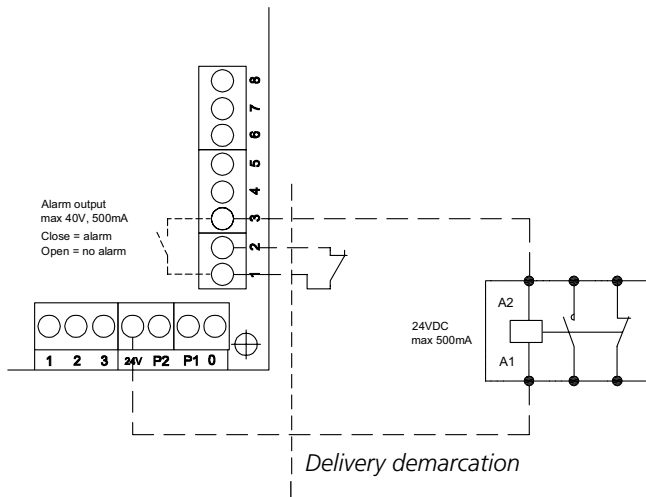 8
7
6
5
4
3
2
1
Alarm output
max 40V, 500mA
Close = alarm
Open = no alarm
1 2 3 24V P2 P1 0
24VDC
max 500mA
A2
A1
Delivery demarcation